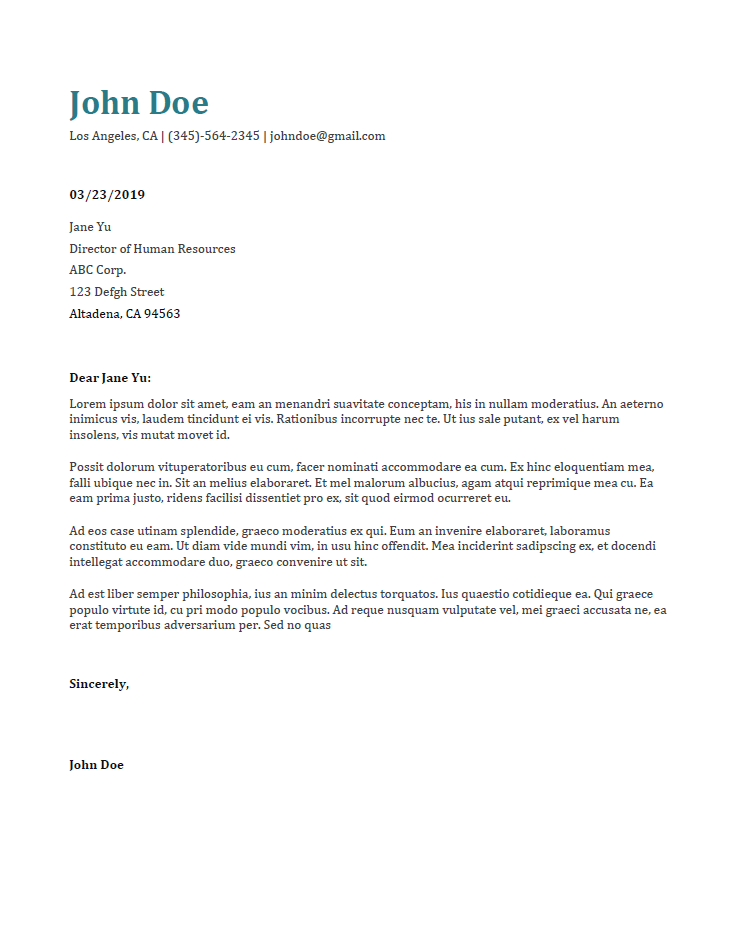 John Doe
Los Angeles, CA | (345)-564-2345 | johndoe@gmail.com
03/23/2019
Jane Yu
Director of Human Resources
ABC Corp.
123 Defgh Street
Altadena, CA 94563
Dear Jane Yu:
Lorem ipsum dolor sit amet, eam an menandri suavitate conceptam, his in nullam moderatius. An aeterno
inimicus vis, laudem tincidunt ei vis. Rationibus incorrupte nec te. Ut ius sale putant, ex vel harum
insolens, vis mutat movet id.
Possit dolorum vituperatoribus eu cum, facer nominati accommodare ea cum. Ex hinc eloquentiam mea,
falli ubique nec in. Sit an melius elaboraret. Et mel malorum albucius, agam atqui reprimique mea cu. Ea
eam prima justo, ridens facilisi dissentiet pro ex, sit quod eirmod ocurreret eu.
Ad eos case utinam splendide, graeco moderatius ex qui. Eum an invenire elaboraret, laboramus
constituto eu eam. Ut diam vide mundi vim, in usu hinc offendit. Mea inciderint sadipscing ex, et docendi
intellegat accommodare duo, graeco convenire ut sit.
Ad est liber semper philosophia, ius an minim delectus torquatos. Ius quaestio cotidieque ea. Qui graece
populo virtute id, cu pri modo populo vocibus. Ad reque nusquam vulputate vel, mei graeci accusata ne, ea
erat temporibus adversarium per. Sed no quas
Sincerely,
John Doe